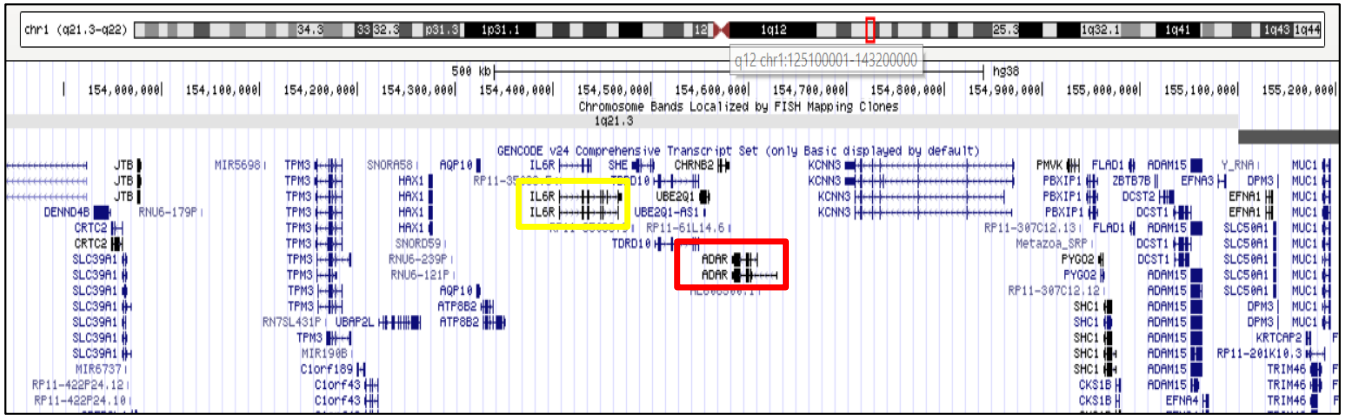 chr1 (q21.3-q22) 34.3 33 32.3 p31.3 1p31.1 12 1q12 25.3 1q32.1 1q41 1q43 1q44
q12 chr1:125100001-143200000
500 kb hg38
154,000,000 154,100,000 154,200,000 154,300,000 154,400,000 154,500,000 154,600,000 154,700,000 154,800,000 154,900,000 155,000,000 155,100,000 155,200,000
Chromosome Bands Localized by FISH Mapping Clones
1q21.3
GENCODE v24 Comprehensive Transcript Set (only Basic displayed by default)
JTB MIR5698 TPM3 SNORA58 AQP10 IL6R SHE CHRNB2 KCNN3 PMVK FLAD1 ADAM15 Y_RNA MUC1
JTB TPM3 HAX1 TDRD10 KCNN3 PBXIP1 ZBTB7B EFNA3 DPM3 MUC1
JTB TPM3 HAX1 IL6R UBE2Q1 KCNN3 PBXIP1 DCST2 EFNA1 MUC1
DENND4B RNU6-179P TPM3 HAX1 IL6R UBE2Q1-AS1 KCNN3 PBXIP1 DCST1 EFNA1 MUC1
CRTC2 TPM3 HAX1 RP11-61L14.6 RP11-307C12.13 FLAD1 ADAM15 SLC50A1 MUC1
CRTC2 TPM3 SNORD59 TDRD10 Metazoa_SRP DCST1 ADAM15 SLC50A1 MUC1
SLC39A1 TPM3 RNU6-239P ADAR PYGO2 DCST1 SLC50A1 MUC1
SLC39A1 TPM3 RNU6-121P ADAR PYGO2 ADAM15 SLC50A1 MUC1
SLC39A1 TPM3 AQP10 RP11-307C12.12 ADAM15 SLC50A1 MUC1
SLC39A1 TPM3 ATP8B2 SHC1 ADAM15 DPM3 MUC1
SLC39A1 RN7SL431P UBAP2L ATP8B2 SHC1 ADAM15 DPM3 MUC1
SLC39A1 TPM3 SHC1 ADAM15 KRTCAP2 F
SLC39A1 MIR190B SHC1 ADAM15 RP11-201K10.3
MIR6737 C1orf189 SHC1 ADAM15 TRIM46 F
RP11-422P24.12 C1orf43 CKS1B ADAM15 TRIM46 F
RP11-422P24.10 C1orf43 CKS1B EFNA4 TRIM46 F